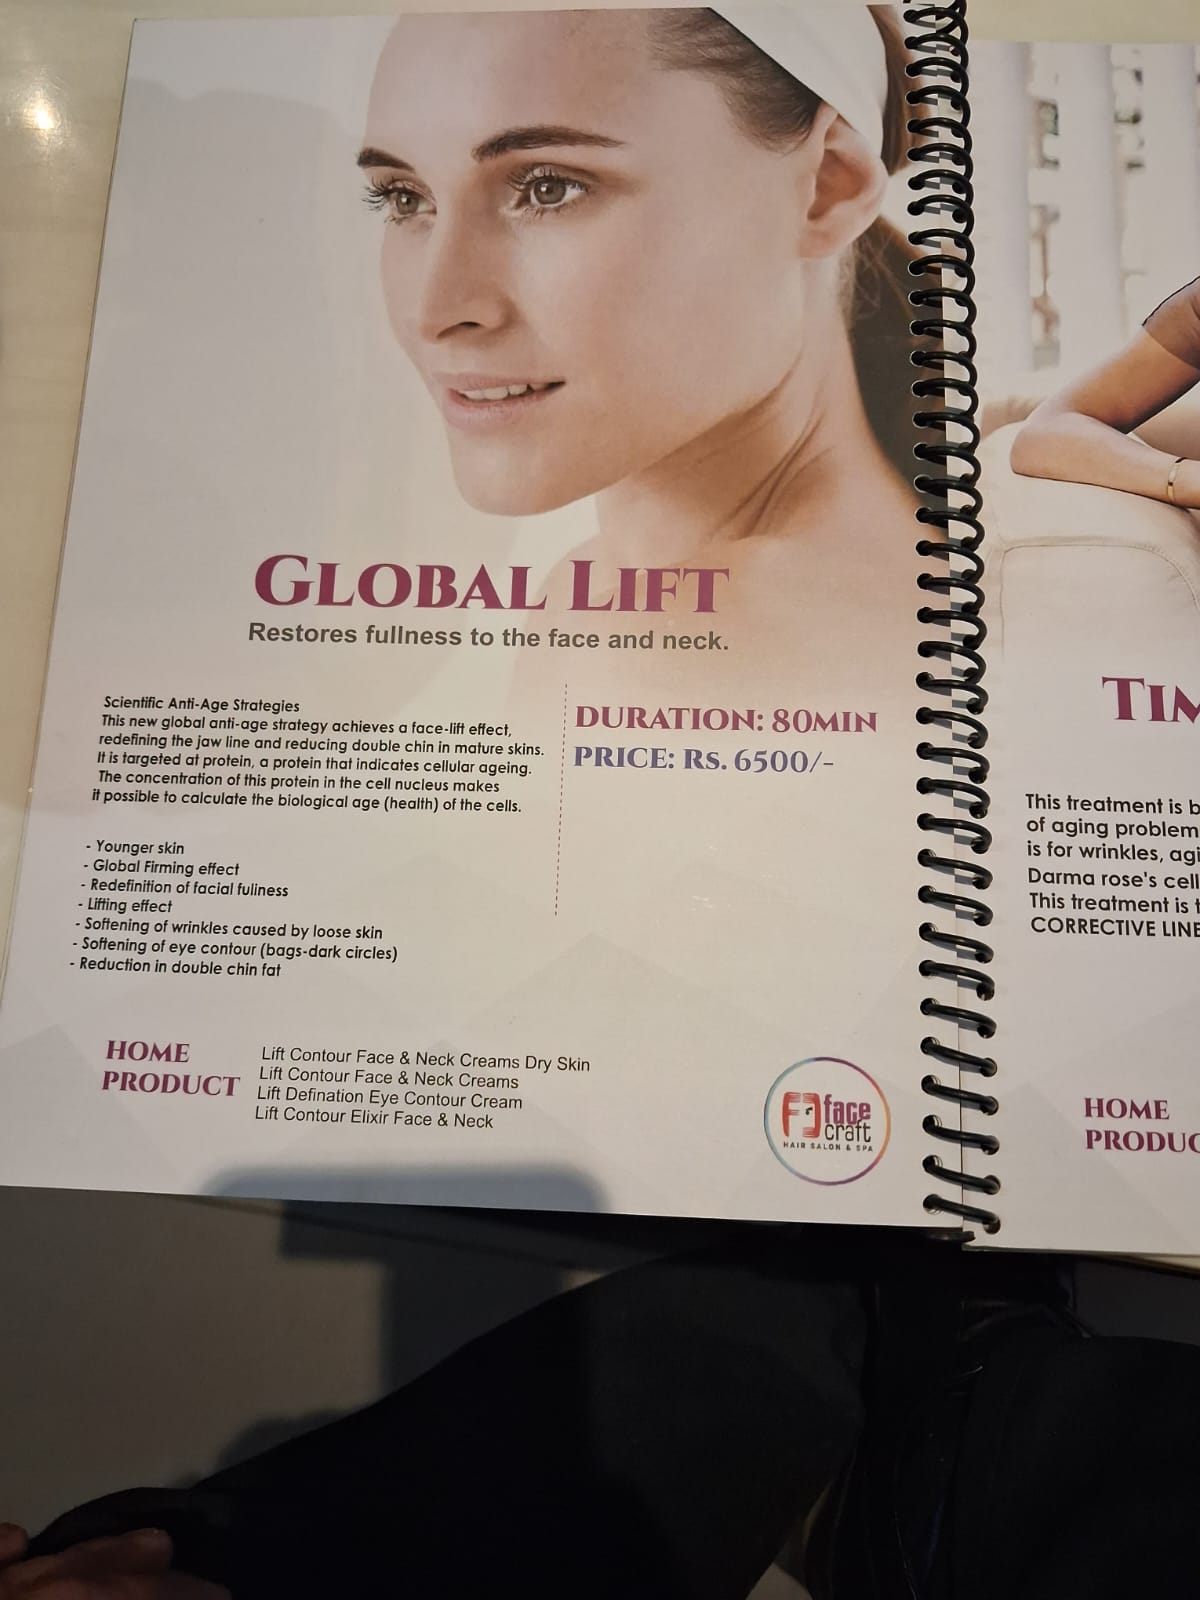 GLOBAL LIFT
Restores fullness to the face and neck.
Scientific Anti-Age Strategies
This new global anti-age strategy achieves a face-lift effect,
redefining the jaw line and reducing double chin in mature skins.
It is targeted at protein, a protein that indicates cellular ageing.
The concentration of this protein in the cell nucleus makes
it possible to calculate the biological age (health) of the cells.
- Younger skin
- Global Firming effect
- Redefinition of facial fullness
- Lifting effect
- Softening of wrinkles caused by loose skin
- Softening of eye contour (bags-dark circles)
- Reduction in double chin fat
DURATION: 80MIN
PRICE: Rs. 6500/-
HOME
PRODUCT
Lift Contour Face & Neck Creams Dry Skin
Lift Contour Face & Neck Creams
Lift Defination Eye Contour Cream
Lift Contour Elixir Face & Neck
face
craft
HAIR SALON & SPA
This treatment is
of aging
is for wrinkles,
Darma rose's
This treatment is
CORRECTIVE
HOME